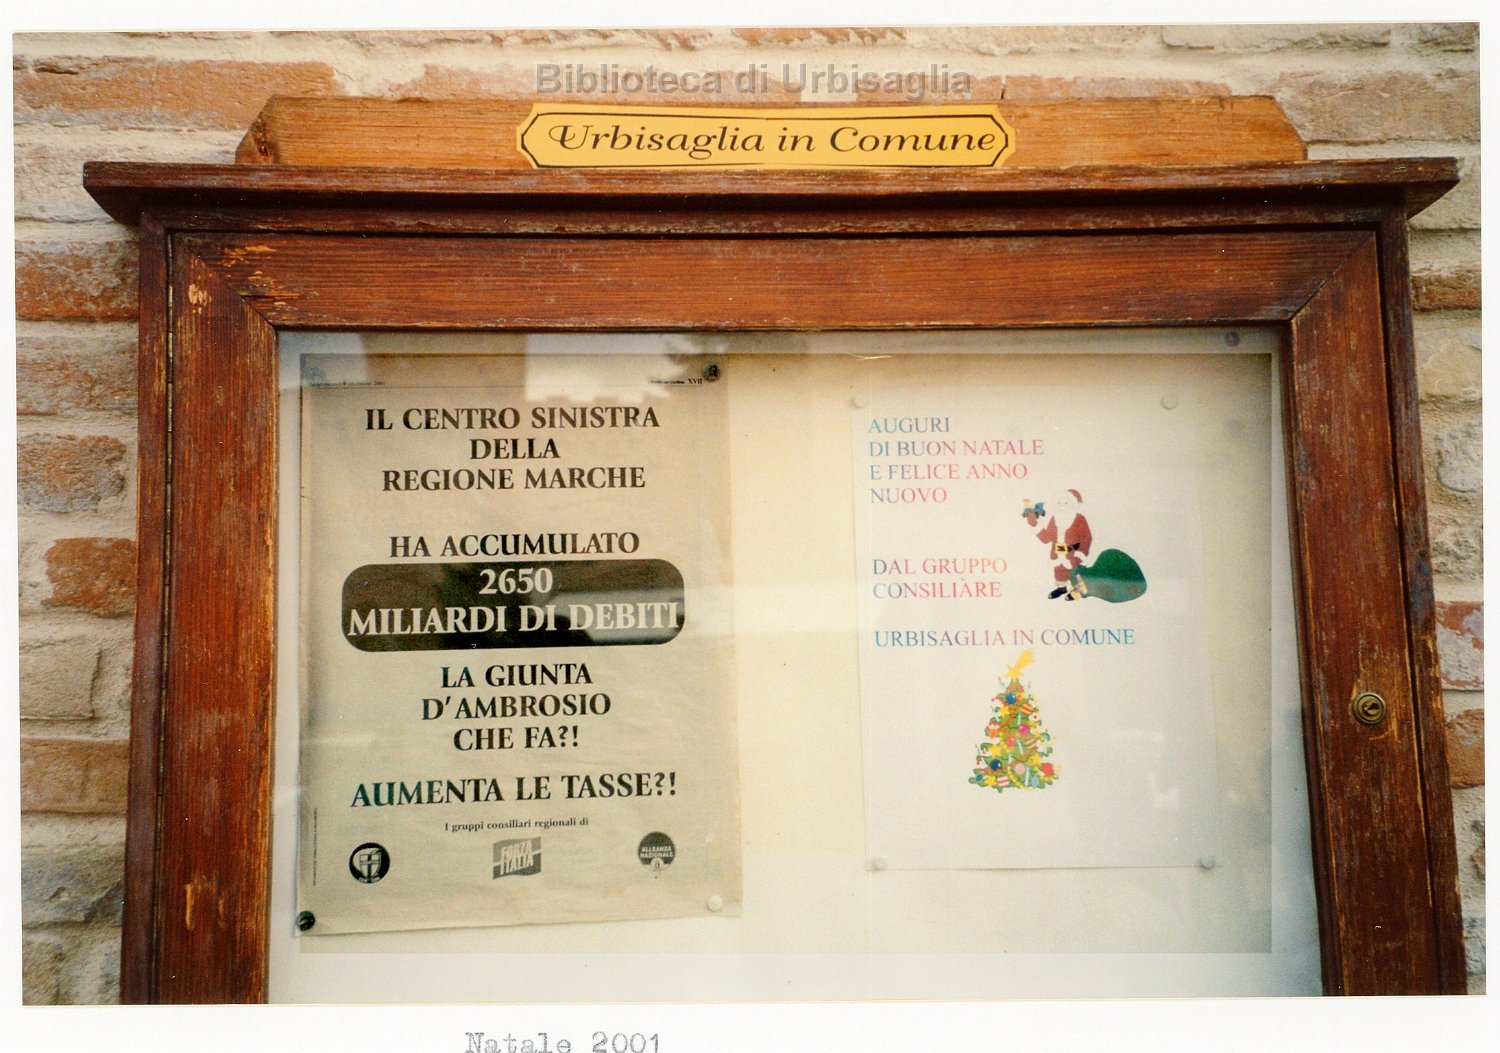 Biblioteca di Urbisaglia
Urbisaglia in Comune
XVII
IL CENTRO SINISTRA
DELLA
REGIONE MARCHE
HA ACCUMULATO
2650
MILIARDI DI DEBITI
LA GIUNTA
D'AMBROSIO
CHE FA?!
AUMENTA LE TASSE?!
I gruppi consiliari regionali di
FORZA
ITALIA
ALLEANZA
NAZIONALE
AUGURI
DI BUON NATALE
E FELICE ANNO
NUOVO
DAL GRUPPO
CONSILIÀRE
URBISAGLIA IN COMUNE
Natale 2001